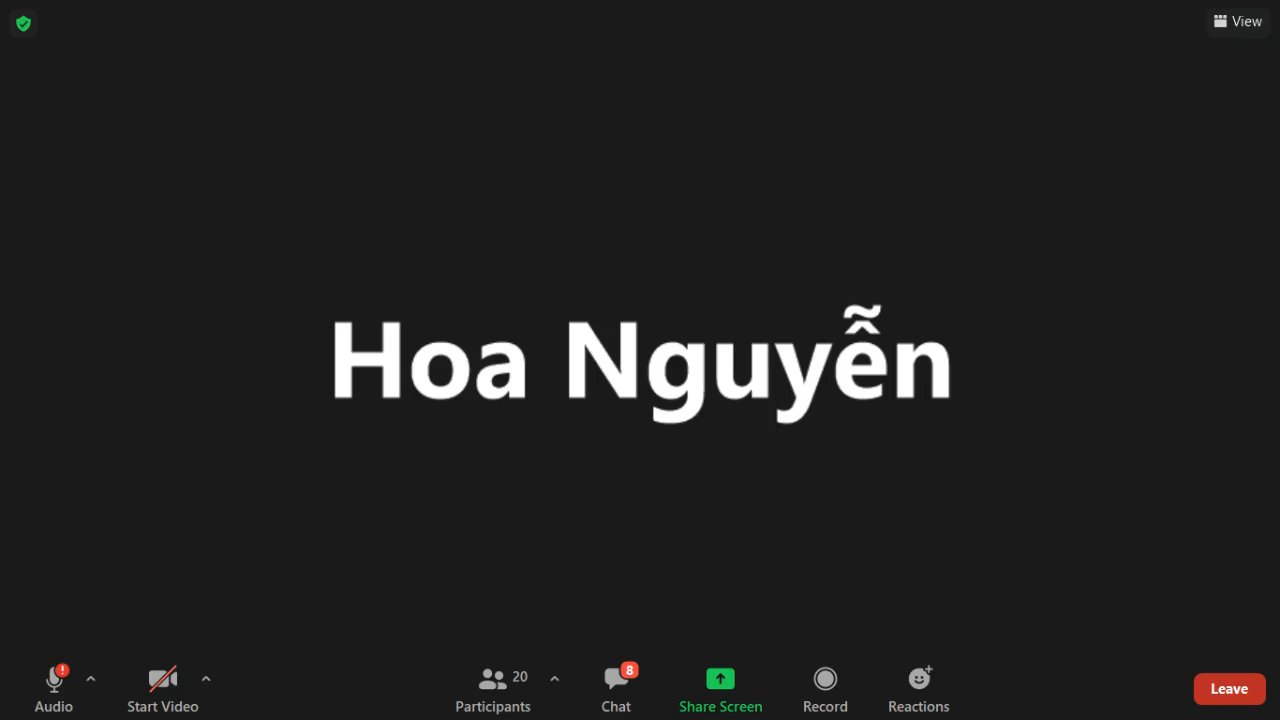 View
Hoa Nguyễn
Audio
Start Video
20
Participants
8
Chat
Share Screen
Record
Reactions
Leave